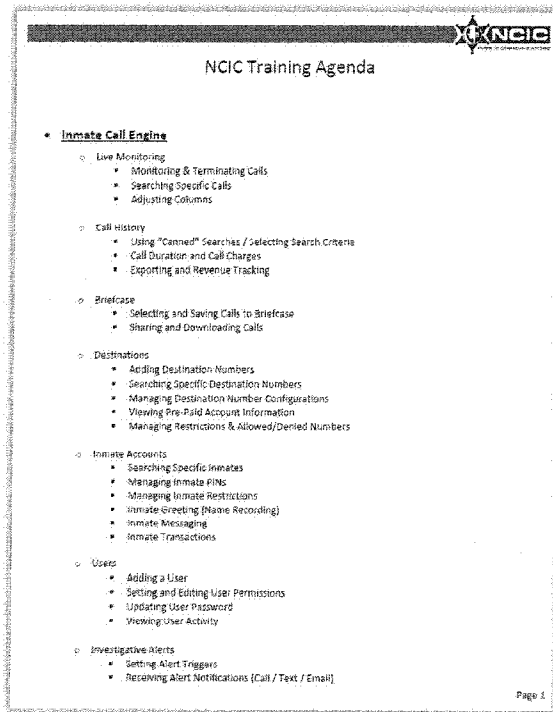 NCIC
NCIC Training Agenda
Inmate Call Engine
Live Monitoring
Monitoring & Terminating Calls
Searching Specific Calls
Adjusting Columns
Call History
Using "Canned" Searches / Selecting Search Criteria
Call Duration and Call Charges
Exporting and Revenue Tracking
Briefcase
Selecting and Saving Calls to Briefcase
Sharing and Downloading Calls
Destinations
Adding Destination Numbers
Searching Specific Destination Numbers
Managing Destination Number Configurations
Viewing Pre-Paid Account Information
Managing Restrictions & Allowed/Denied Numbers
Inmate Accounts
Searching Specific Inmates
Managing Inmate PINs
Managing Inmate Restrictions
Inmate Greeting (Name Recording)
Inmate Messaging
Inmate Transactions
Users
Adding a User
Setting and Editing User Permissions
Updating User Password
Viewing User Activity
Investigative Alerts
Setting Alert Triggers
Receiving Alert Notifications (Call / Text / Email)
Page 1